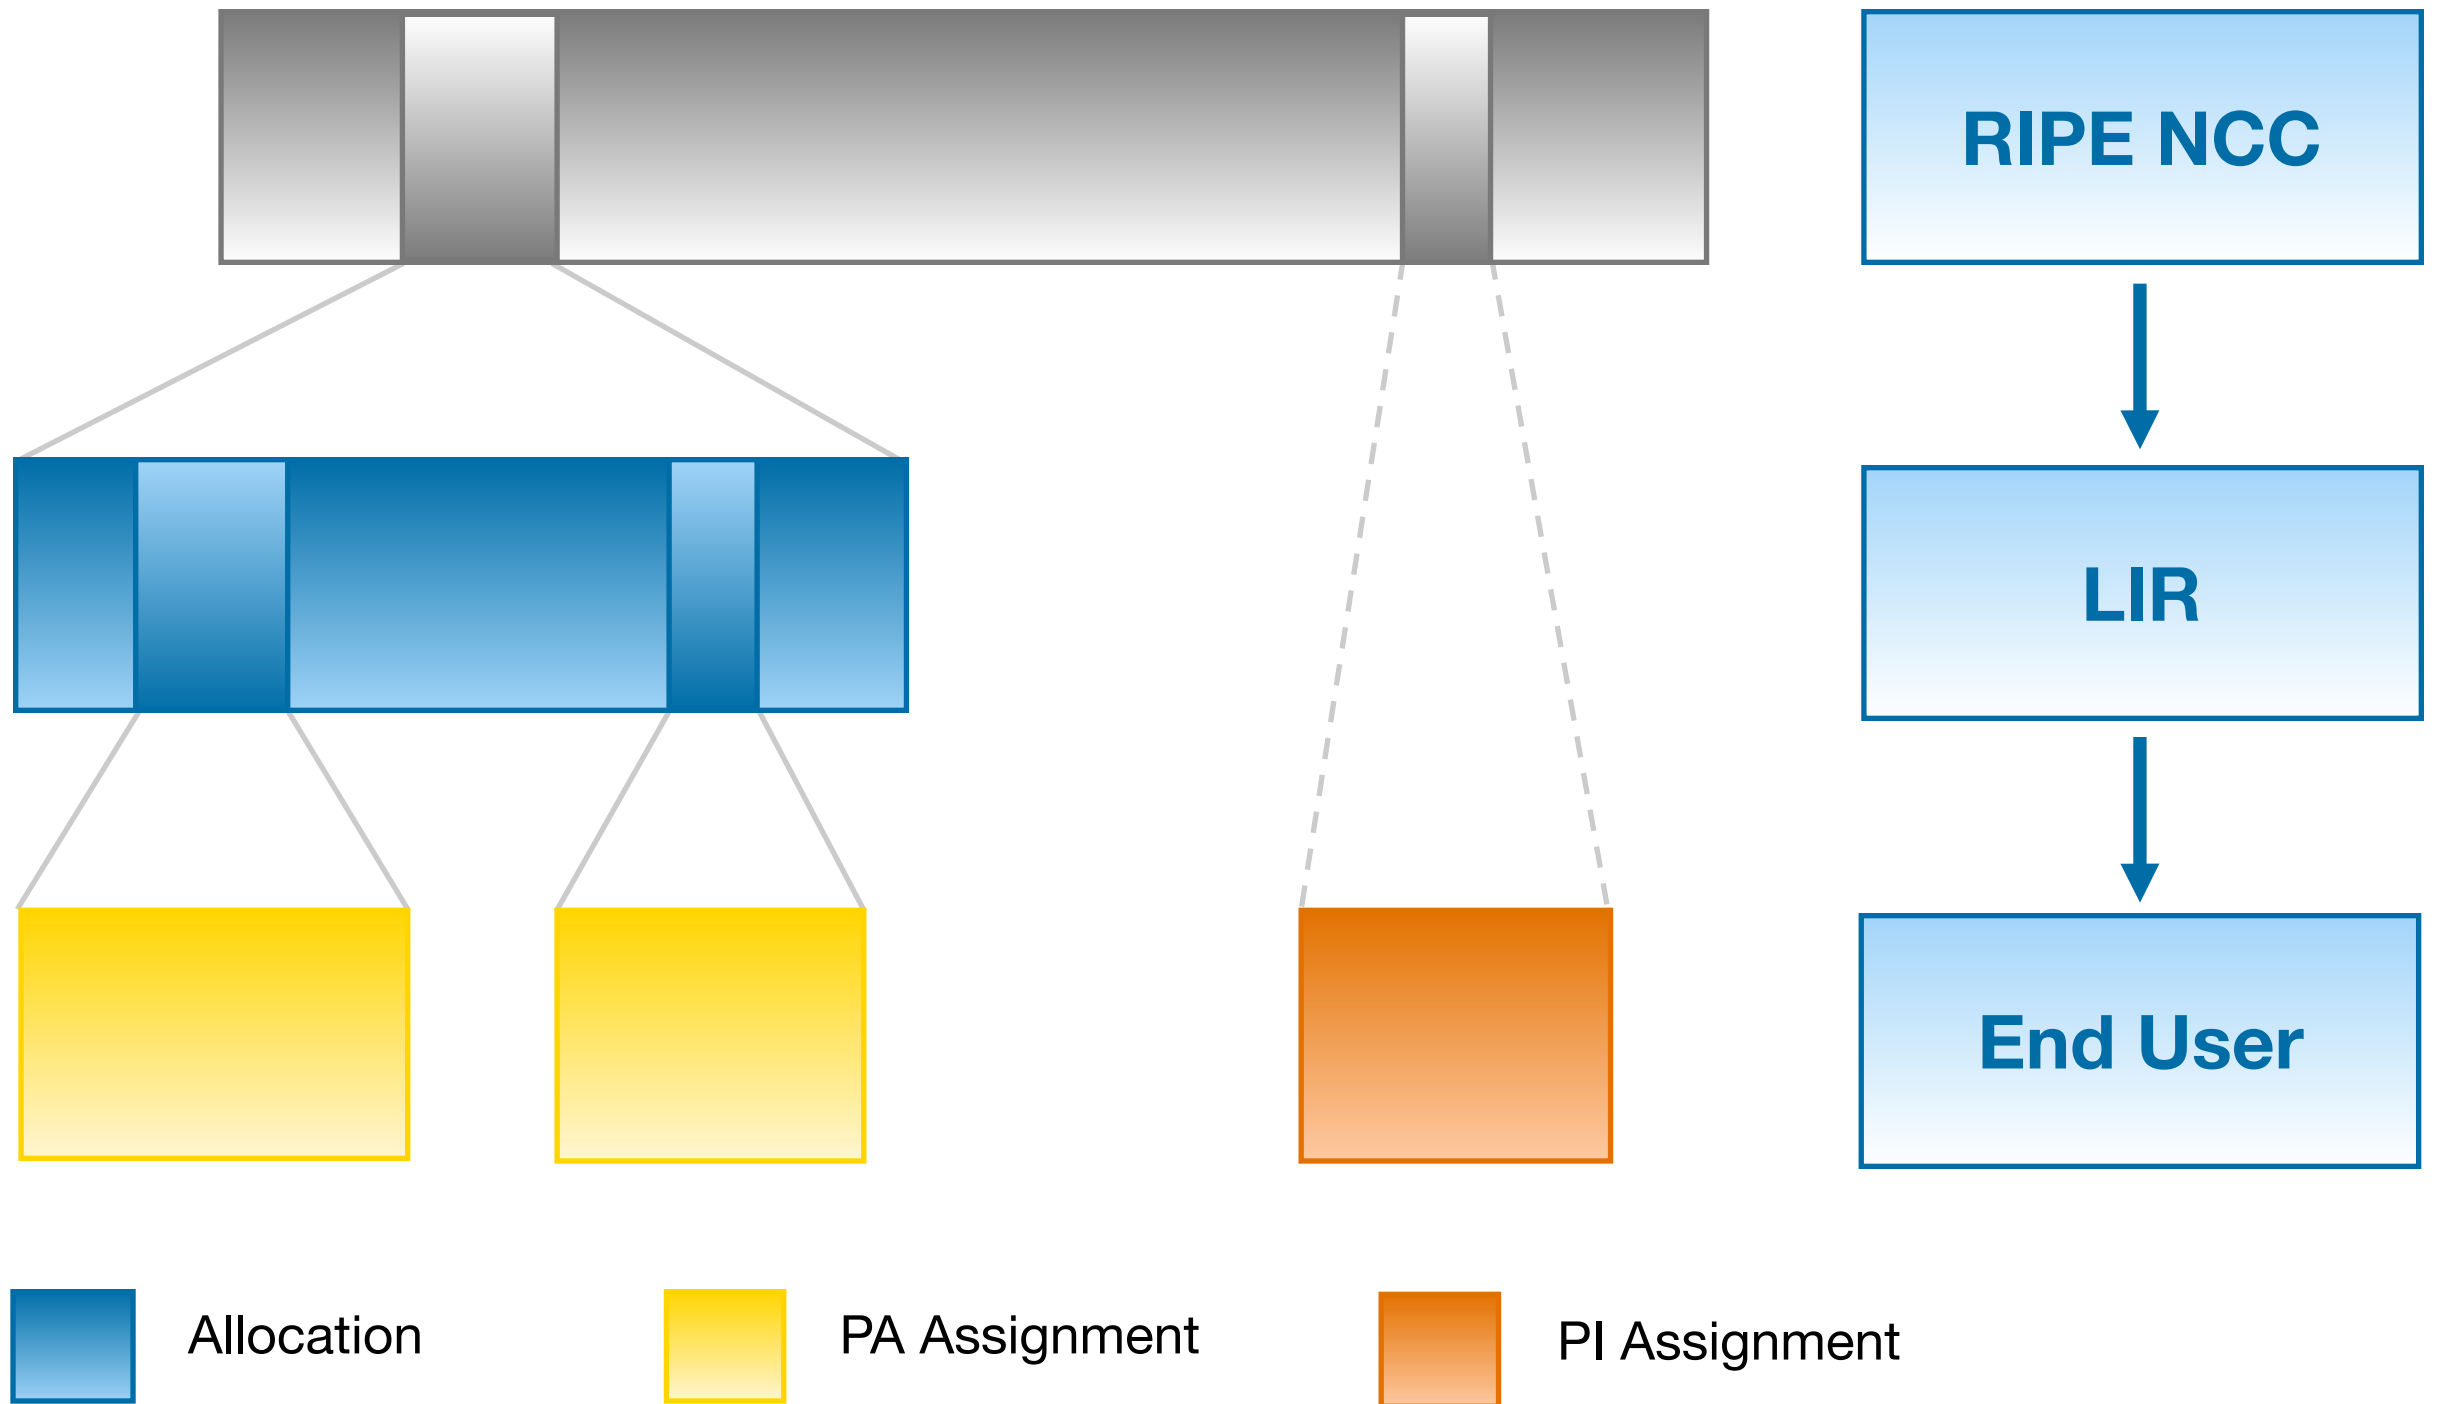 RIPE NCC
LIR
End User
Allocation
PA Assignment
PI Assignment